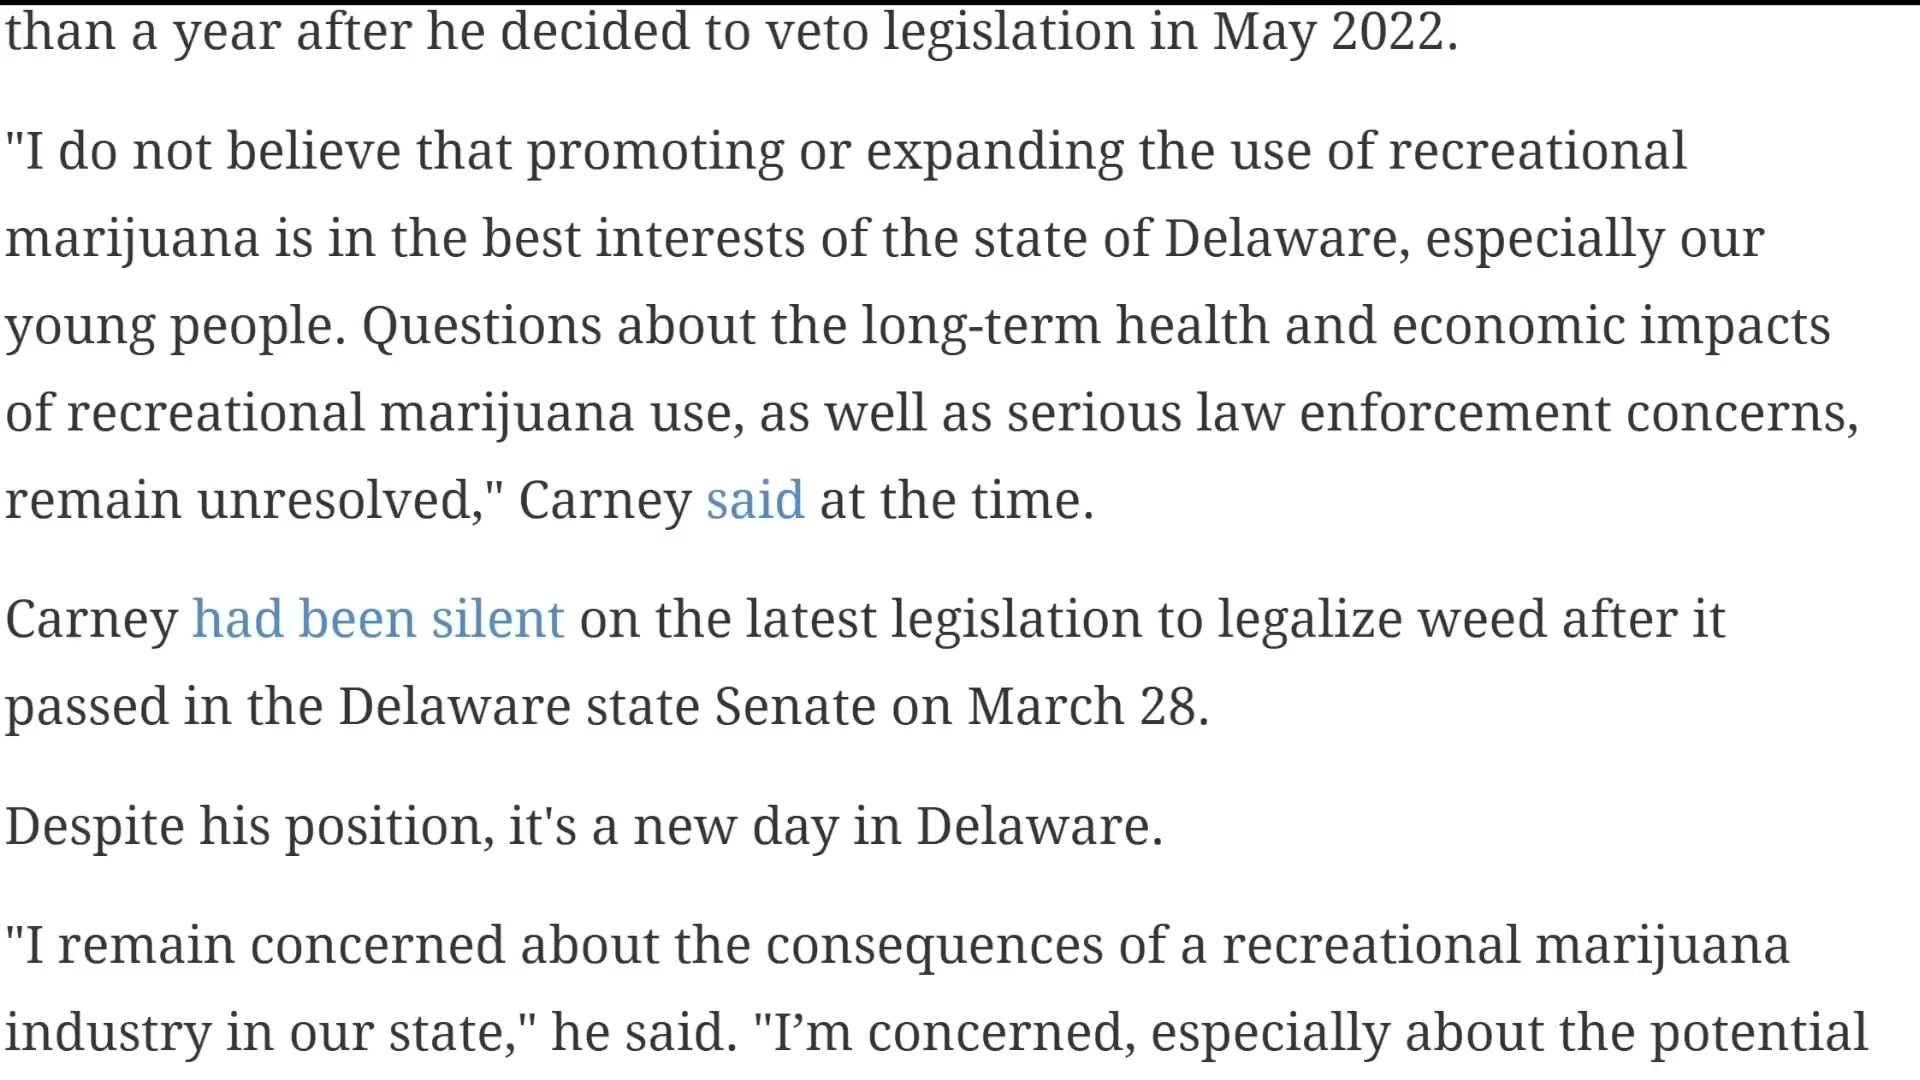 than a year after he decided to veto legislation in May 2022.
"I do not believe that promoting or expanding the use of recreational
marijuana is in the best interests of the state of Delaware, especially our
young people. Questions about the long-term health and economic impacts
of recreational marijuana use, as well as serious law enforcement concerns,
remain unresolved," Carney said at the time.
Carney had been silent on the latest legislation to legalize weed after it
passed in the Delaware state Senate on March 28.
Despite his position, it's a new day in Delaware.
"I remain concerned about the consequences of a recreational marijuana
industry in our state," he said. "I’m concerned, especially about the potential